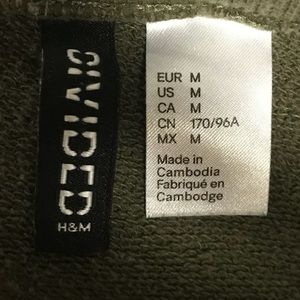 DIVIDED
H&M
EUR M
US M
CA M
CN 170/96A
MX M
Made in
Cambodia
Fabriqué en
Cambodge